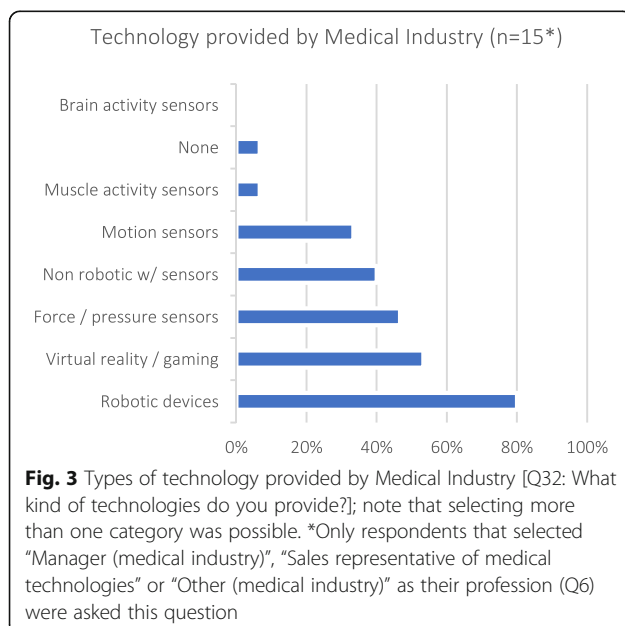 Technology provided by Medical Industry (n=15*)
Brain activity sensors
None
Muscle activity sensors
Motion sensors
Non robotic w/ sensors
Force / pressure sensors
Virtual reality / gaming
Robotic devices
0% 20% 40% 60% 80% 100%
Fig. 3 Types of technology provided by Medical Industry [Q32: What
kind of technologies do you provide?]; note that selecting more
than one category was possible. *Only respondents that selected
“Manager (medical industry)”, “Sales representative of medical
technologies” or “Other (medical industry)” as their profession (Q6)
were asked this question